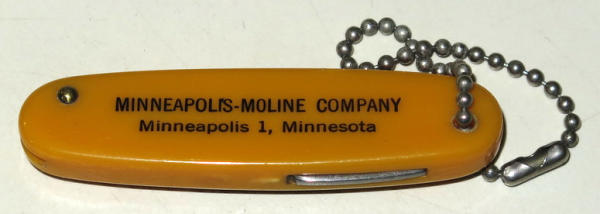 MINNEAPOLIS-MOLINE COMPANY
Minneapolis 1, Minnesota